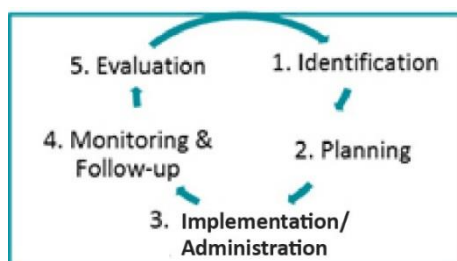 5. Evaluation
1. Identification
4. Monitoring &
Follow-up
2. Planning
3. Implementation/
Administration